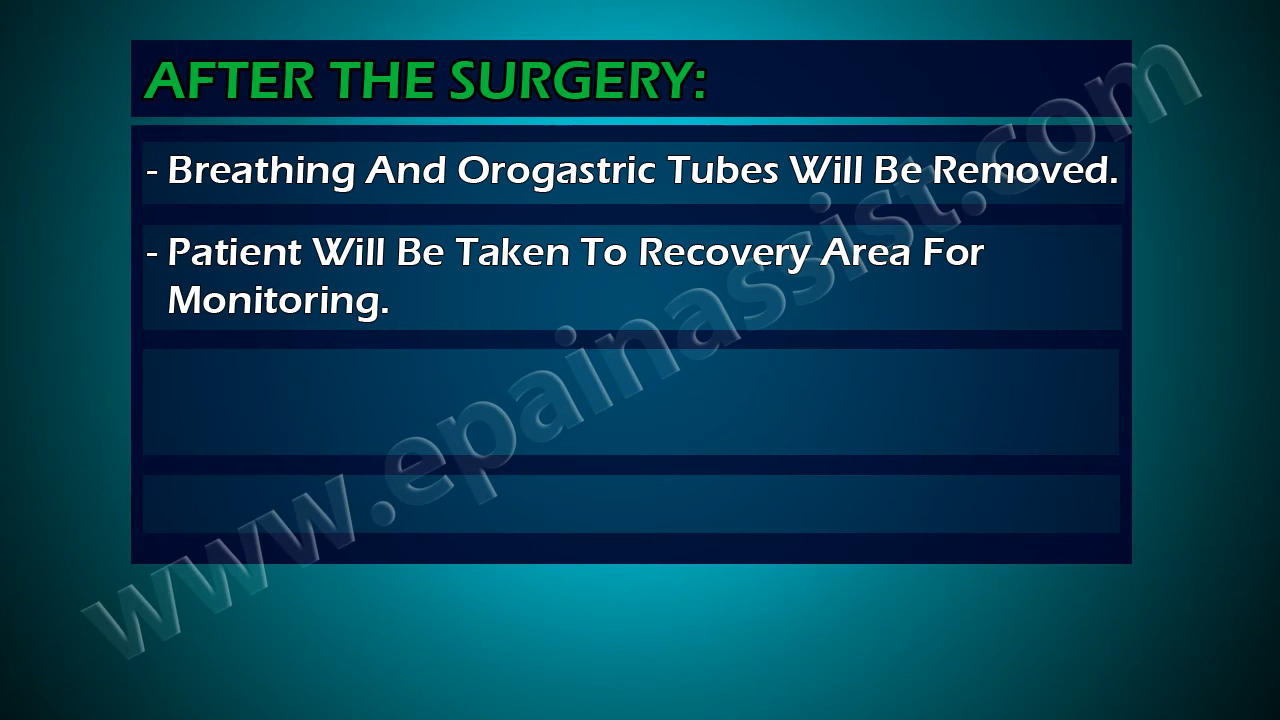 AFTER THE SURGERY:
- Breathing And Orogastric Tubes Will Be Removed.
- Patient Will Be Taken To Recovery Area For
Monitoring.
www.epainassist.com